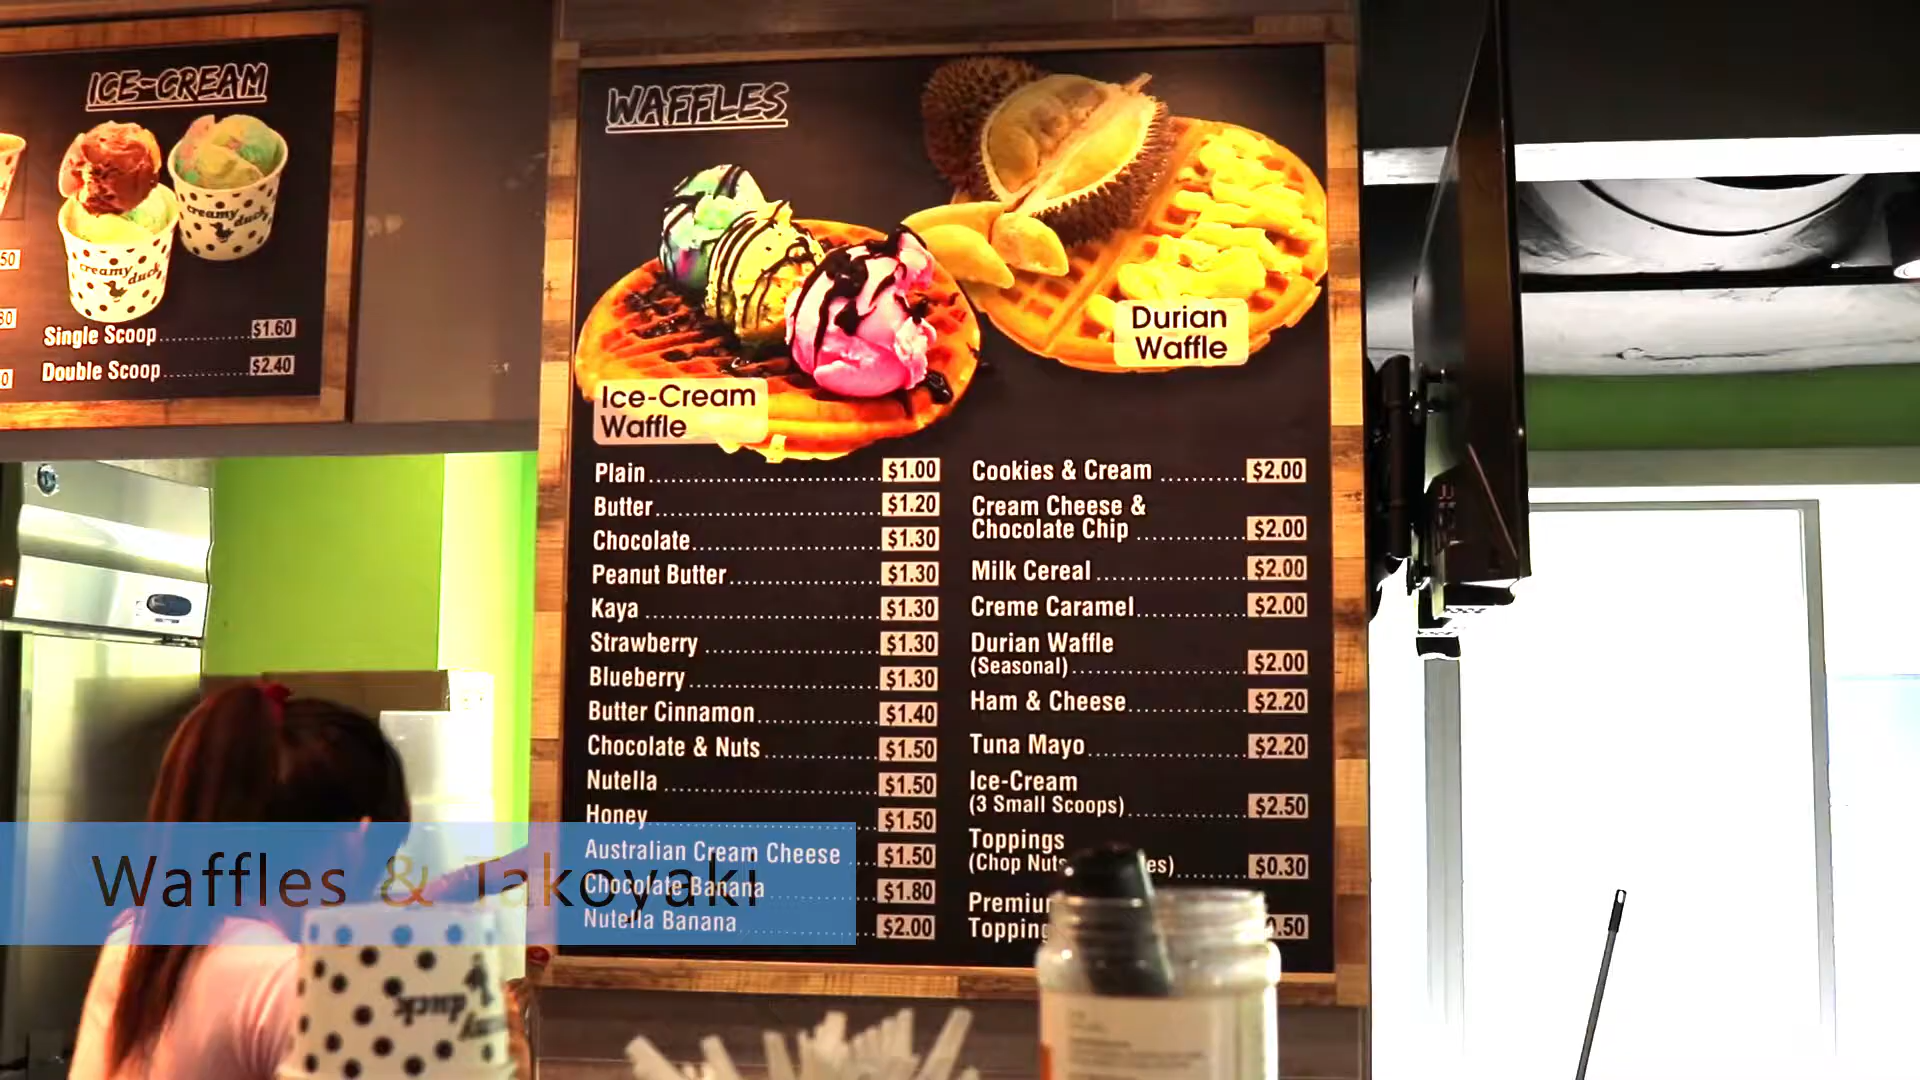 ICE-CREAM
creamy duck
creamy duck
50
Single Scoop $1.60
Double Scoop $2.40
WAFFLES
Durian
Waffle
Ice-Cream
Waffle
Plain $1.00
Butter $1.20
Chocolate $1.30
Peanut Butter $1.30
Kaya $1.30
Strawberry $1.30
Blueberry $1.30
Butter Cinnamon $1.40
Chocolate & Nuts $1.50
Nutella $1.50
Honey $1.50
Australian Cream Cheese $1.50
Chocolate Banana $1.80
Nutella Banana $2.00
Cookies & Cream $2.00
Cream Cheese &
Chocolate Chip $2.00
Milk Cereal $2.00
Creme Caramel $2.00
Durian Waffle
(Seasonal) $2.00
Ham & Cheese $2.20
Tuna Mayo $2.20
Ice-Cream
(3 Small Scoops) $2.50
Toppings
(Chop $0.30
Waffles & Takoyaki
duck